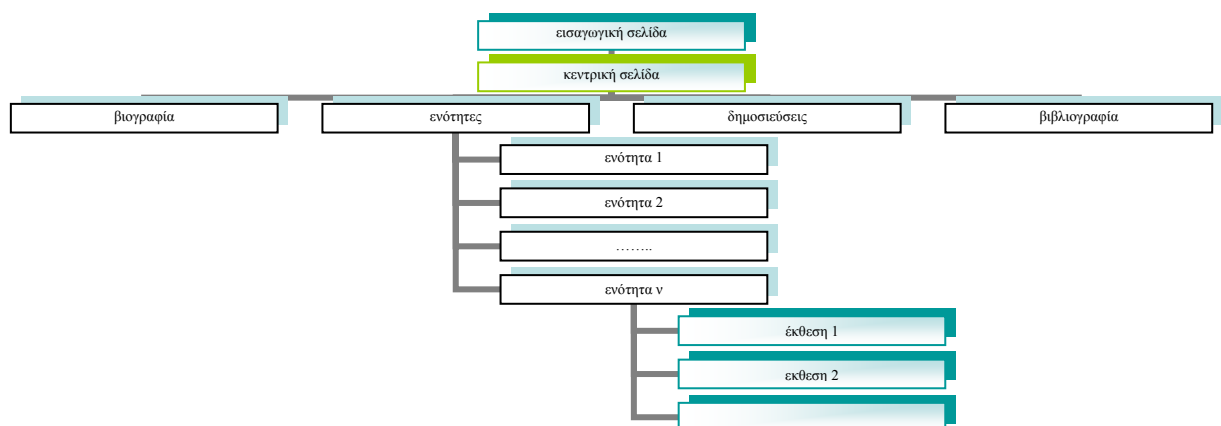 εισαγωγική σελίδα
κεντρική σελίδα
βιογραφία
ενότητες
δημοσιεύσεις
βιβλιογραφία
ενότητα 1
ενότητα 2
……..
ενότητα ν
έκθεση 1
εκθεση 2